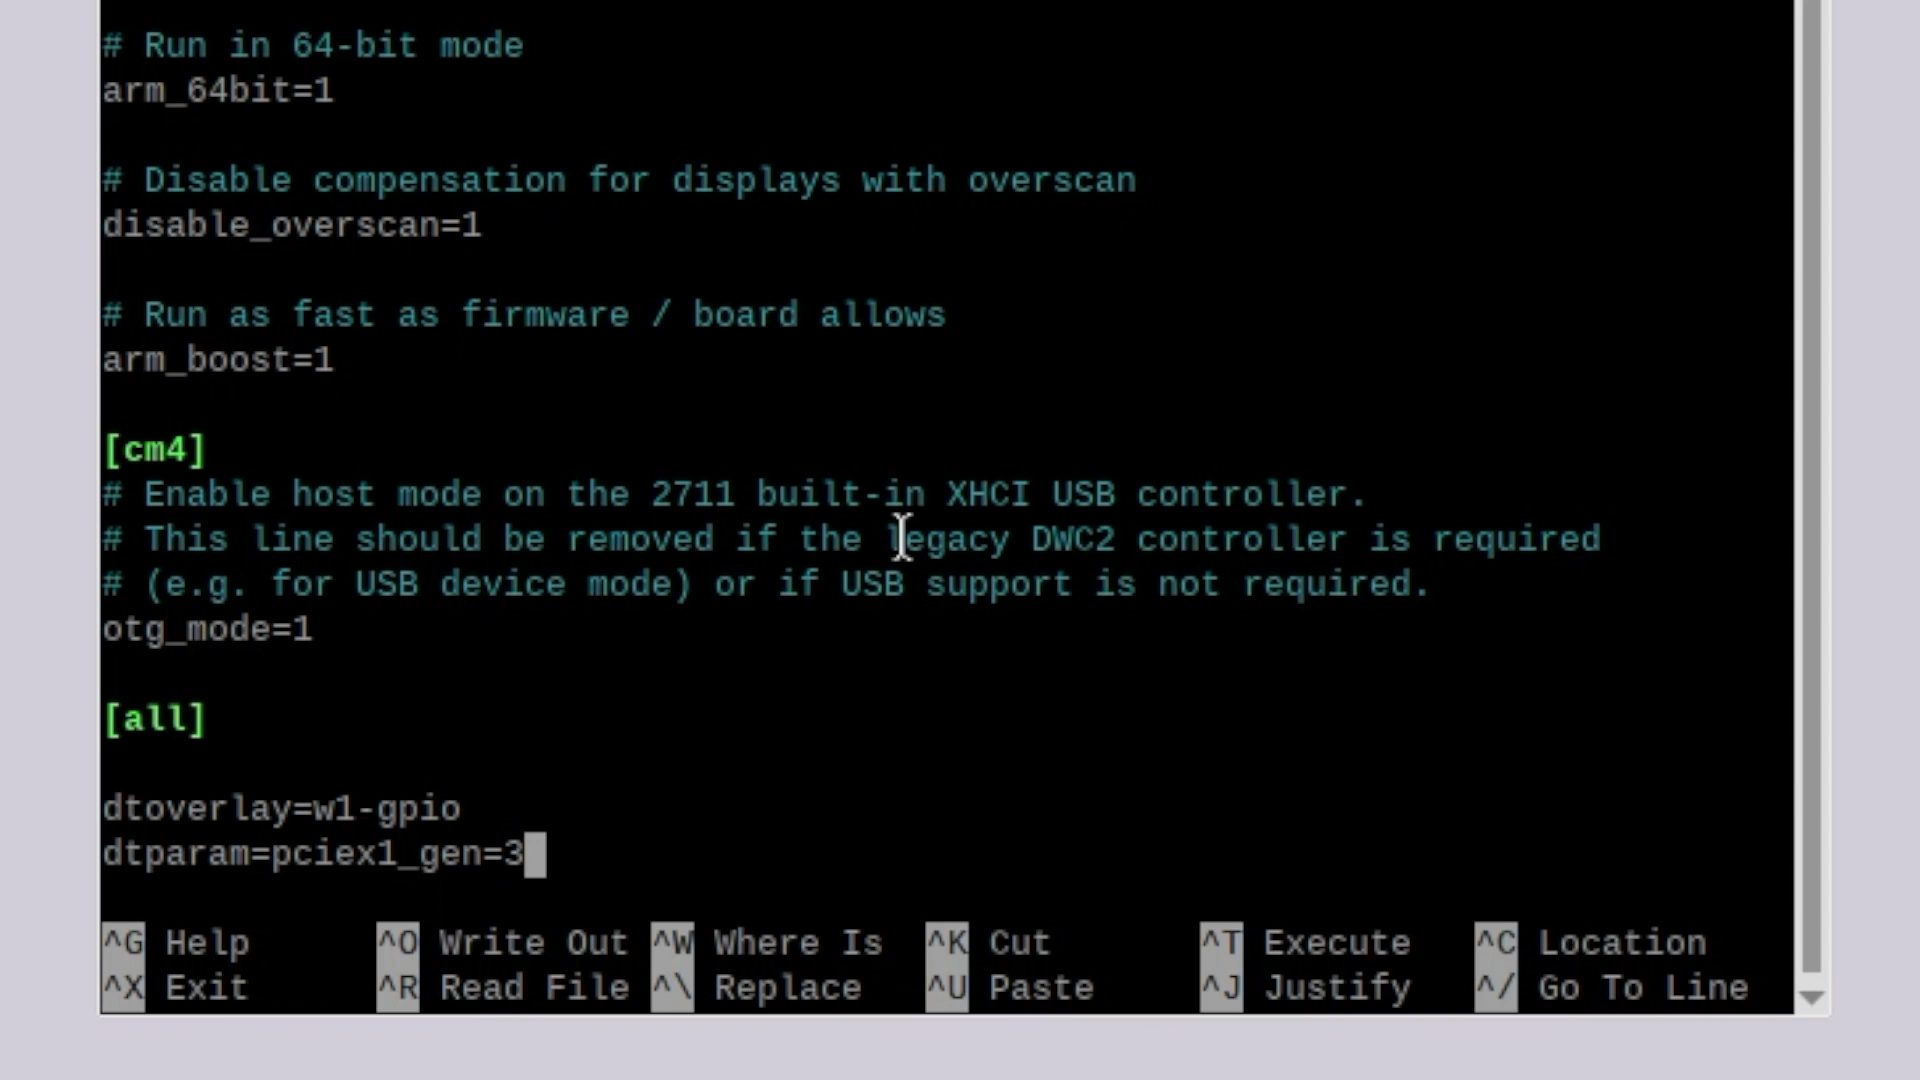 # Run in 64-bit mode
arm_64bit=1
# Disable compensation for displays with overscan
disable_overscan=1
# Run as fast as firmware / board allows
arm_boost=1
[cm4]
# Enable host mode on the 2711 built-in XHCI USB controller.
# This line should be removed if the legacy DWC2 controller is required
# (e.g. for USB device mode) or if USB support is not required.
otg_mode=1
[all]
dtoverlay=w1-gpio
dtparam=pciex1_gen=3
^G Help ^O Write Out ^W Where Is ^K Cut ^T Execute ^C Location
^X Exit ^R Read File ^\ Replace ^U Paste ^J Justify ^/ Go To Line